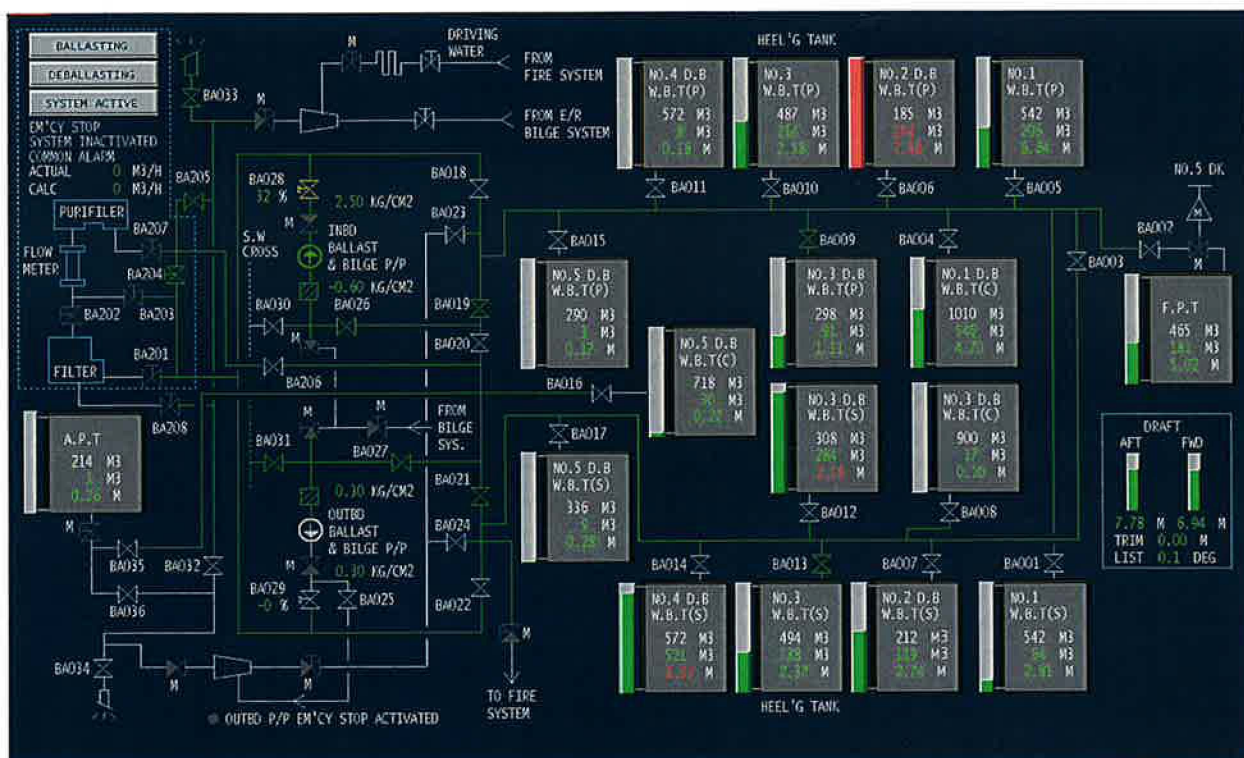 BALLASTING
DEBALLASTING
SYSTEM ACTIVE
EM'CY STOP
SYSTEM INACTIVATED
COMMON ALARM
ACTUAL 0 M3/H
CALC 0 M3/H
BA033
BA205
PURIFILER
BA207
FLOW METER
BA204
BA202
BA203
BA201
FILTER
BA208
M
DRIVING WATER
FROM FIRE SYSTEM
FROM E/R BILGE SYSTEM
M
BA028
32 %
2.50 KG/CM2
M
INBD
BALLAST
& BILGE P/P
-0.60 KG/CM2
S.W
CROSS
BA030
BA026
M
BA206
BA018
BA023
BA019
BA020
M
M
FROM
BILGE
SYS.
BA031
BA027
BA021
0.30 KG/CM2
OUTBD
BALLAST
& BILGE P/P
0.30 KG/CM2
BA024
BA029
-0 %
BA025
BA022
M
TO FIRE
SYSTEM
A.P.T
214 M3
M3
M
M
BA035
BA032
BA036
BA034
M
M
OUTBD P/P EM'CY STOP ACTIVATED
HEEL'G TANK
NO.4 D.B
W.B.T(P)
572 M3
M3
M
BA011
NO.3
W.B.T(P)
487 M3
M3
M
BA010
NO.2 D.B
W.B.T(P)
185 M3
M3
M
BA006
NO.1
W.B.T(P)
542 M3
M3
M
BA005
NO.5 DK
M
BA002
M
BA003
F.P.T
465 M3
M3
M
BA015
NO.5 D.B
W.B.T(P)
290 M3
M3
M
BA009
NO.3 D.B
W.B.T(P)
298 M3
M3
M
BA004
NO.1 D.B
W.B.T(C)
1010 M3
M3
4.70 M
BA016
NO.5 D.B
W.B.T(C)
718 M3
M3
M
NO.3 D.B
W.B.T(S)
308 M3
284 M3
M
BA012
NO.3 D.B
W.B.T(C)
900 M3
M3
M
BA008
BA017
NO.5 D.B
W.B.T(S)
336 M3
M3
M
DRAFT
AFT FWD
7.78 M 6.94 M
TRIM 0.00 M
LIST 0.1 DEG
BA014
NO.4 D.B
W.B.T(S)
572 M3
M3
M
BA013
NO.3
W.B.T(S)
494 M3
M3
M
BA007
NO.2 D.B
W.B.T(S)
212 M3
M3
M
BA001
NO.1
W.B.T(S)
542 M3
M3
M
HEEL'G TANK